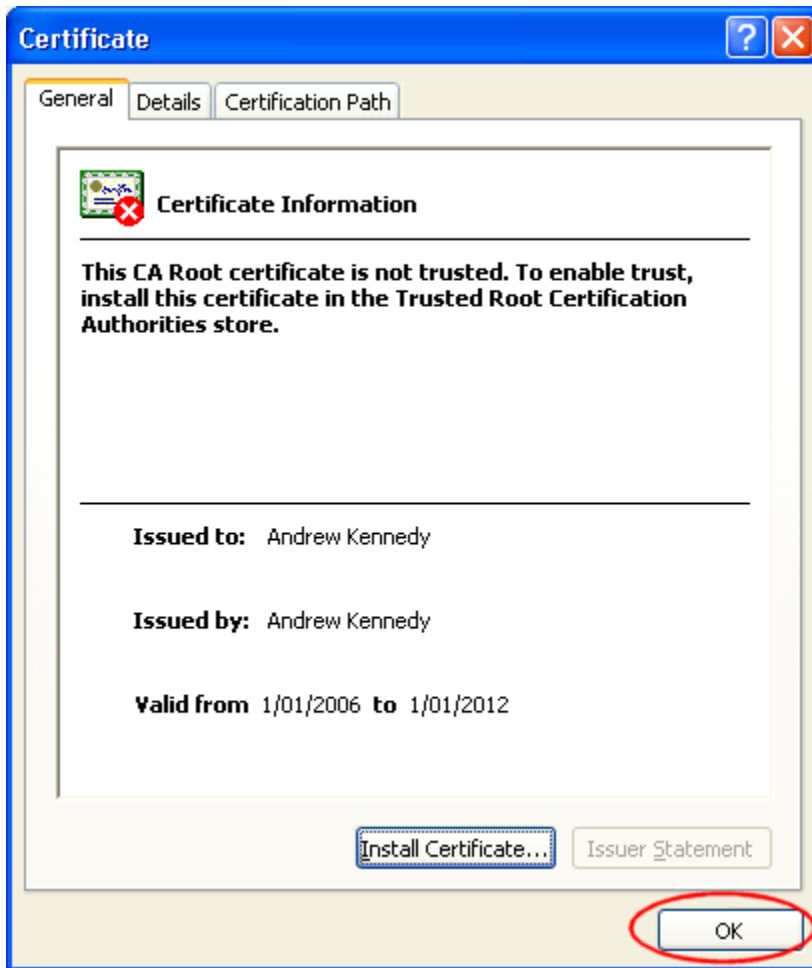 Certificate
General Details Certification Path
Certificate Information
This CA Root certificate is not trusted. To enable trust,
install this certificate in the Trusted Root Certification
Authorities store.
Issued to: Andrew Kennedy
Issued by: Andrew Kennedy
Valid from 1/01/2006 to 1/01/2012
Install Certificate... Issuer Statement
OK